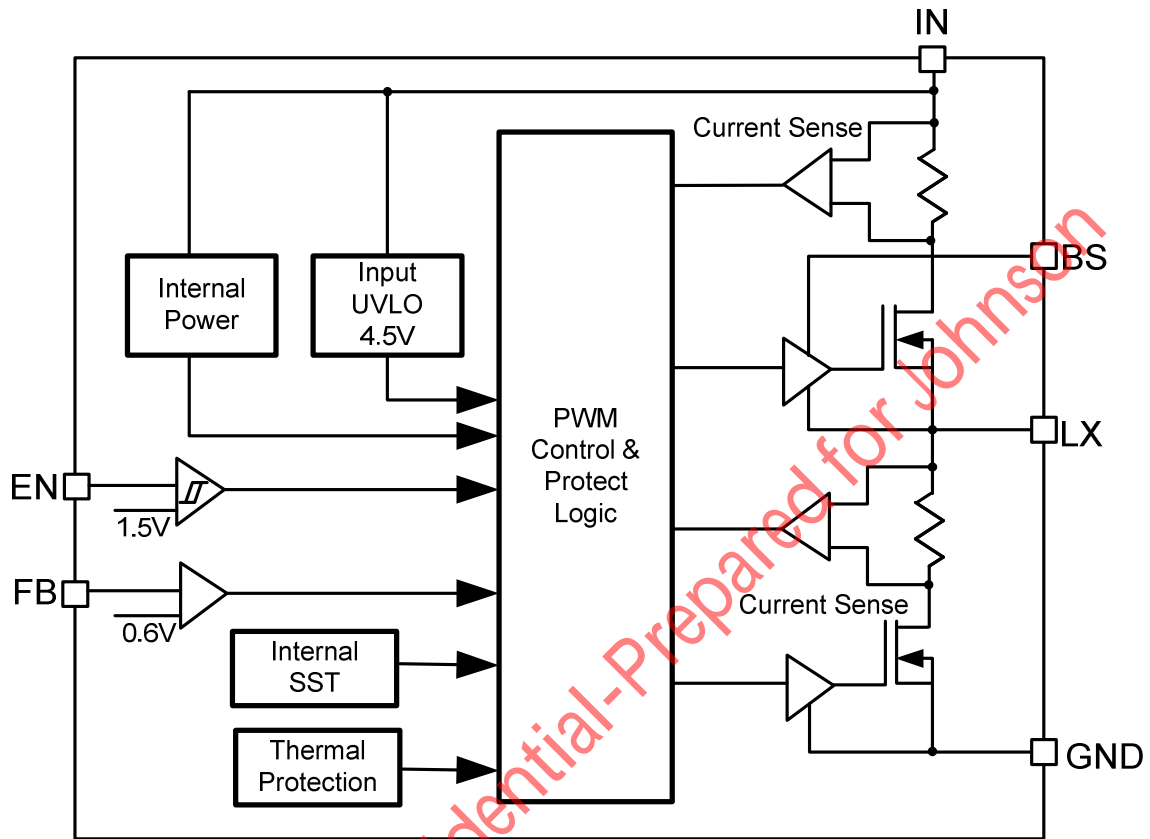 IN
Current Sense
BS
Internal
Power
Input
UVLO
4.5V
PWM
Control &
Protect
Logic
LX
EN
1.5V
FB
0.6V
Current Sense
Internal
SST
Thermal
Protection
GND
dential-Prepared for Johnson